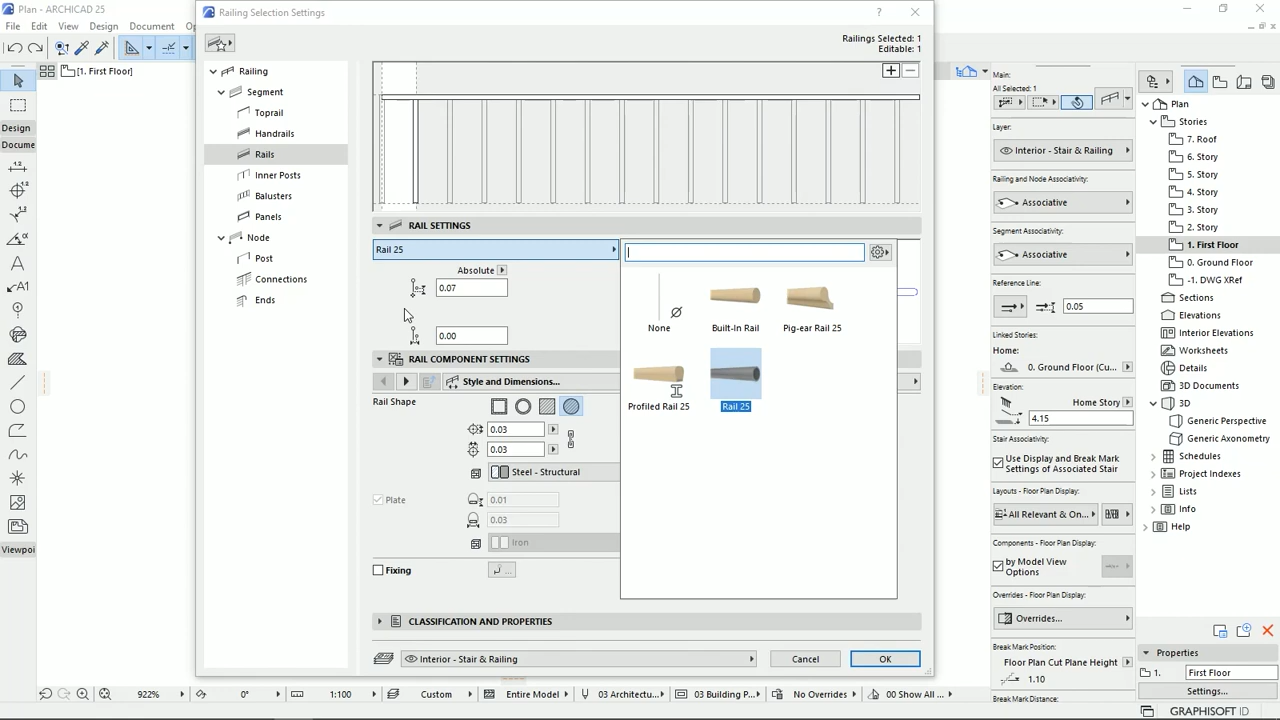 Plan - ARCHICAD 25
Railing Selection Settings
?
File Edit View Design Document
Railings Selected: 1
Editable: 1
[1. First Floor]
Design
Docume
Viewpoi
Railing
Segment
Toprail
Handrails
Rails
Inner Posts
Balusters
Panels
Node
Post
Connections
Ends
RAIL SETTINGS
Rail 25
Absolute
0.07
0.00
None
Built-In Rail
Pig-ear Rail 25
Profiled Rail 25
Rail 25
RAIL COMPONENT SETTINGS
Style and Dimensions...
Rail Shape
0.03
0.03
Steel - Structural
Plate
0.01
0.03
Iron
Fixing
...
CLASSIFICATION AND PROPERTIES
Interior - Stair & Railing
Cancel
OK
Main:
All Selected: 1
Layer:
Interior - Stair & Railing
Railing and Node Associativity:
Associative
Segment Associativity:
Associative
Reference Line:
0.05
Linked Stories:
Home:
0. Ground Floor (Cu...
Elevation:
Home Story
4.15
Stair Associativity:
Use Display and Break Mark
Settings of Associated Stair
Layouts - Floor Plan Display:
All Relevant & On...
Components - Floor Plan Display:
by Model View
Options
Overrides - Floor Plan Display:
Overrides...
Break Mark Position:
Floor Plan Cut Plane Height
1.10
Break Mark Distance:
Plan
Stories
7. Roof
6. Story
5. Story
4. Story
3. Story
2. Story
1. First Floor
0. Ground Floor
-1. DWG XRef
Sections
Elevations
Interior Elevations
Worksheets
Details
3D Documents
3D
Generic Perspective
Generic Axonometry
Schedules
Project Indexes
Lists
Info
Help
Properties
1. First Floor
Settings...
922%
0°
1:100
Custom
Entire Model
03 Architectu...
03 Building P...
No Overrides
00 Show All ...
GRAPHISOFT ID